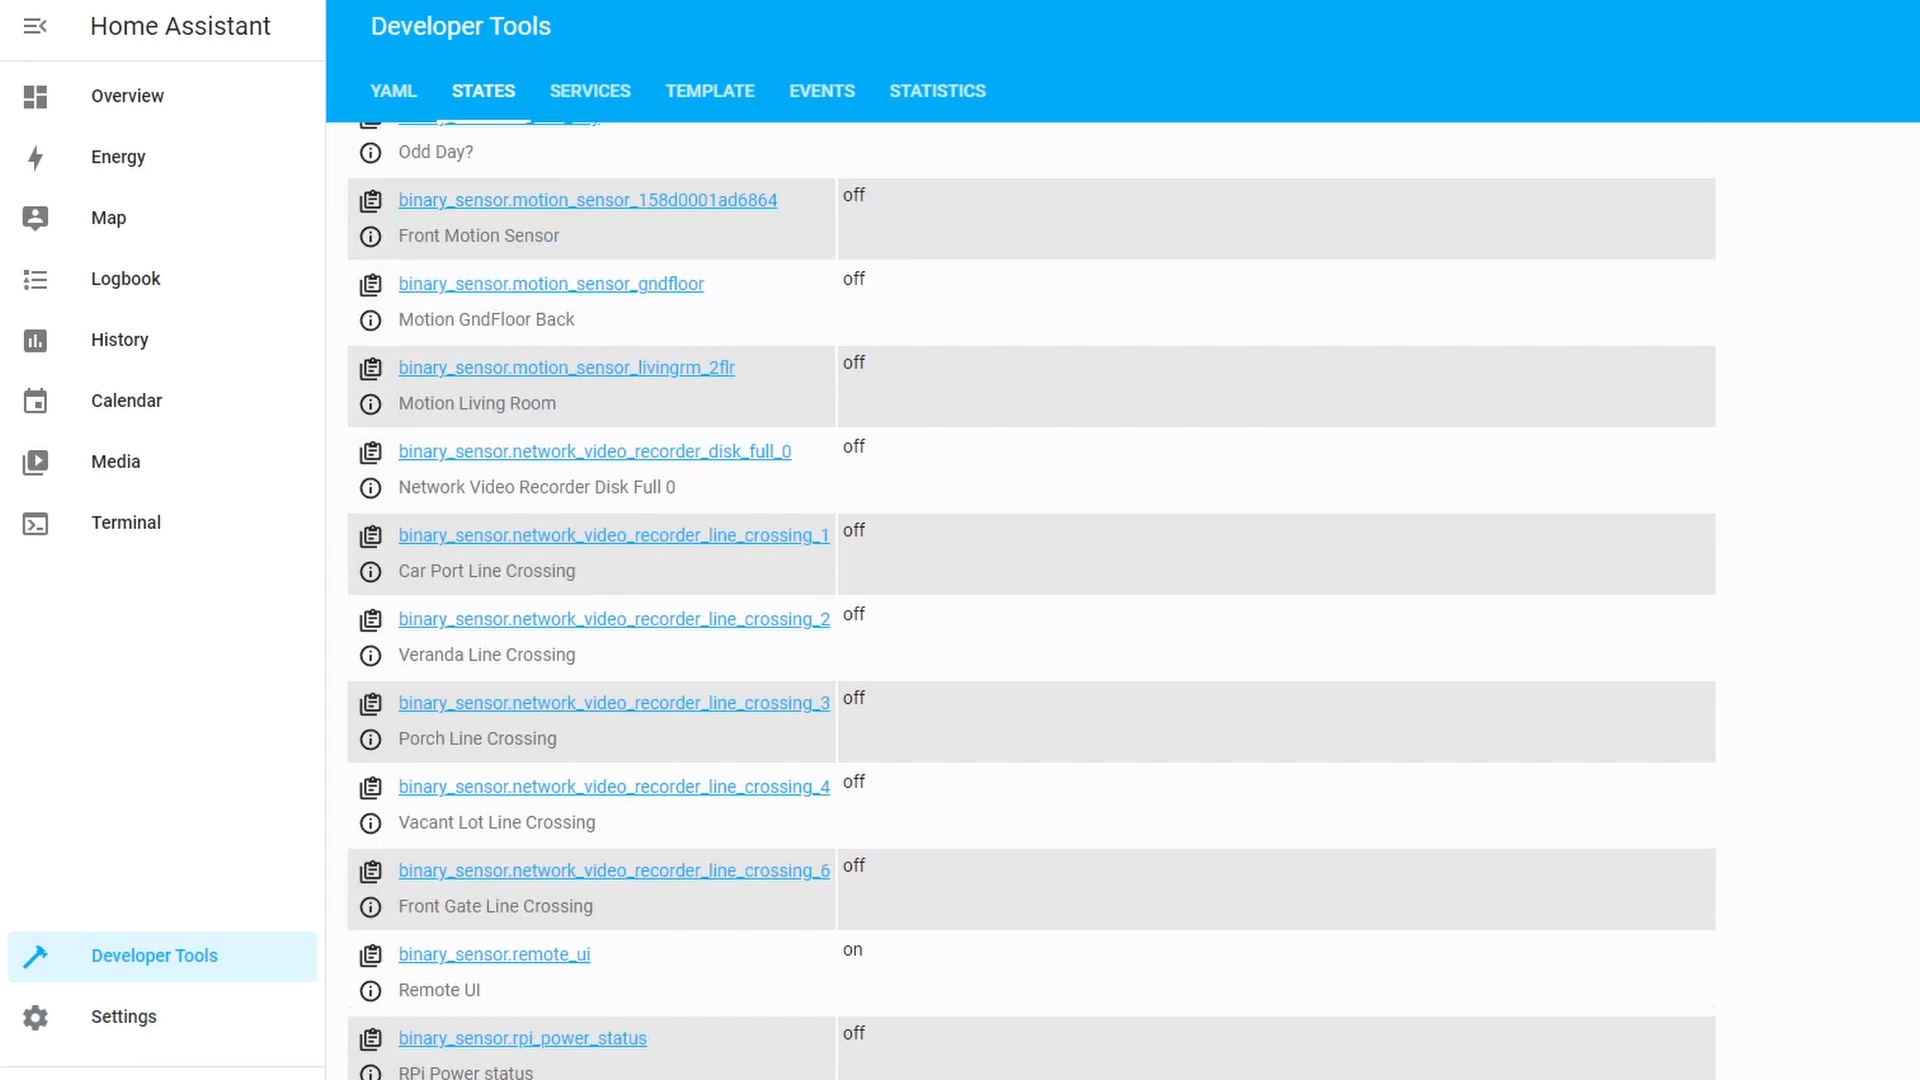 Home Assistant
Developer Tools
YAML STATES SERVICES TEMPLATE EVENTS STATISTICS
Overview
Energy
Map
Logbook
History
Calendar
Media
Terminal
Developer Tools
Settings
Odd Day?
binary_sensor.motion_sensor_158d0001ad6864 off
Front Motion Sensor
binary_sensor.motion_sensor_gndfloor off
Motion GndFloor Back
binary_sensor.motion_sensor_livingrm_2flr off
Motion Living Room
binary_sensor.network_video_recorder_disk_full_0 off
Network Video Recorder Disk Full 0
binary_sensor.network_video_recorder_line_crossing_1 off
Car Port Line Crossing
binary_sensor.network_video_recorder_line_crossing_2 off
Veranda Line Crossing
binary_sensor.network_video_recorder_line_crossing_3 off
Porch Line Crossing
binary_sensor.network_video_recorder_line_crossing_4 off
Vacant Lot Line Crossing
binary_sensor.network_video_recorder_line_crossing_6 off
Front Gate Line Crossing
binary_sensor.remote_ui on
Remote UI
binary_sensor.rpi_power_status off
RPi Power status